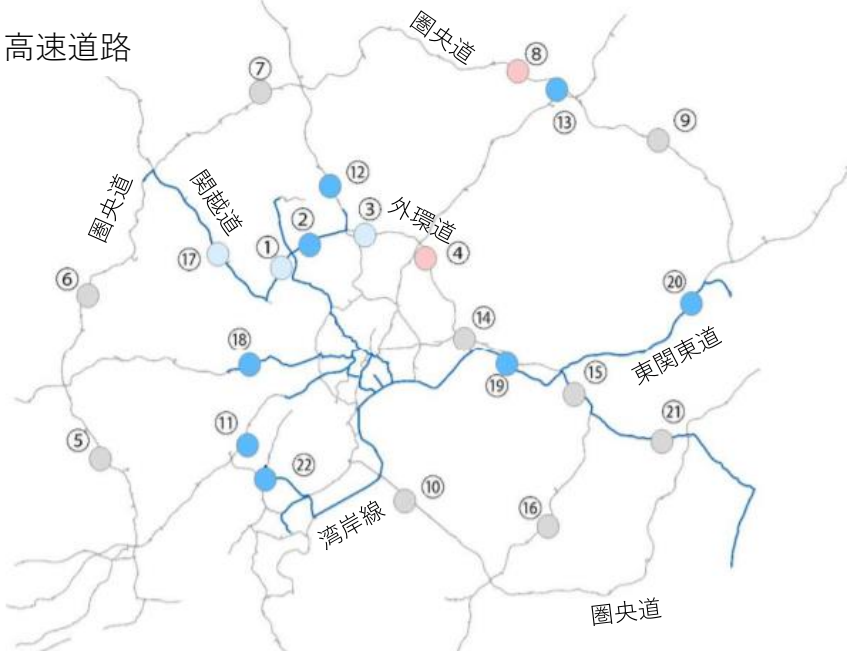 高速道路
圏央道
⑧
⑦
⑬
⑨
圏央道
関越道
⑫
②
③
外環道
①
④
⑰
⑥
⑳
⑭
⑱
東関東道
⑲
⑮
⑪
㉑
⑤
㉒
⑩
湾岸線
⑯
圏央道